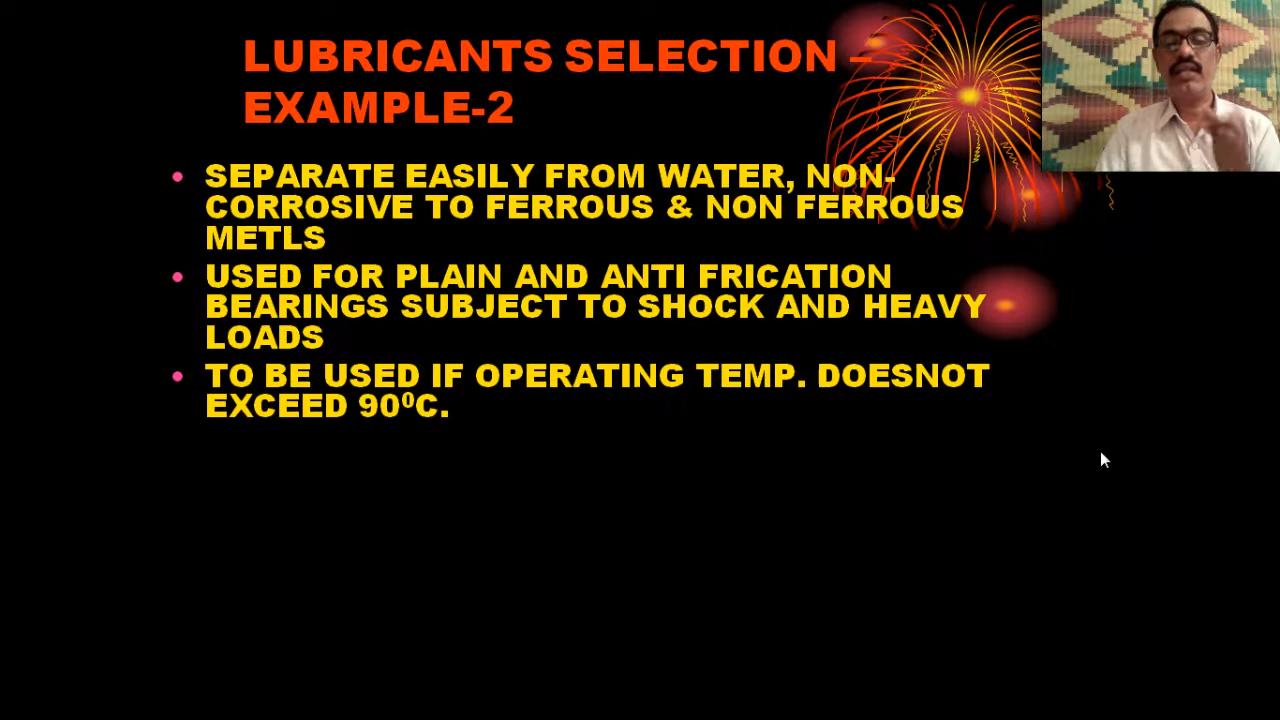 LUBRICANTS SELECTION –
EXAMPLE-2
• SEPARATE EASILY FROM WATER, NON-
CORROSIVE TO FERROUS & NON FERROUS
METLS
• USED FOR PLAIN AND ANTI FRICATION
BEARINGS SUBJECT TO SHOCK AND HEAVY
LOADS
• TO BE USED IF OPERATING TEMP. DOESNOT
EXCEED 90⁰C.